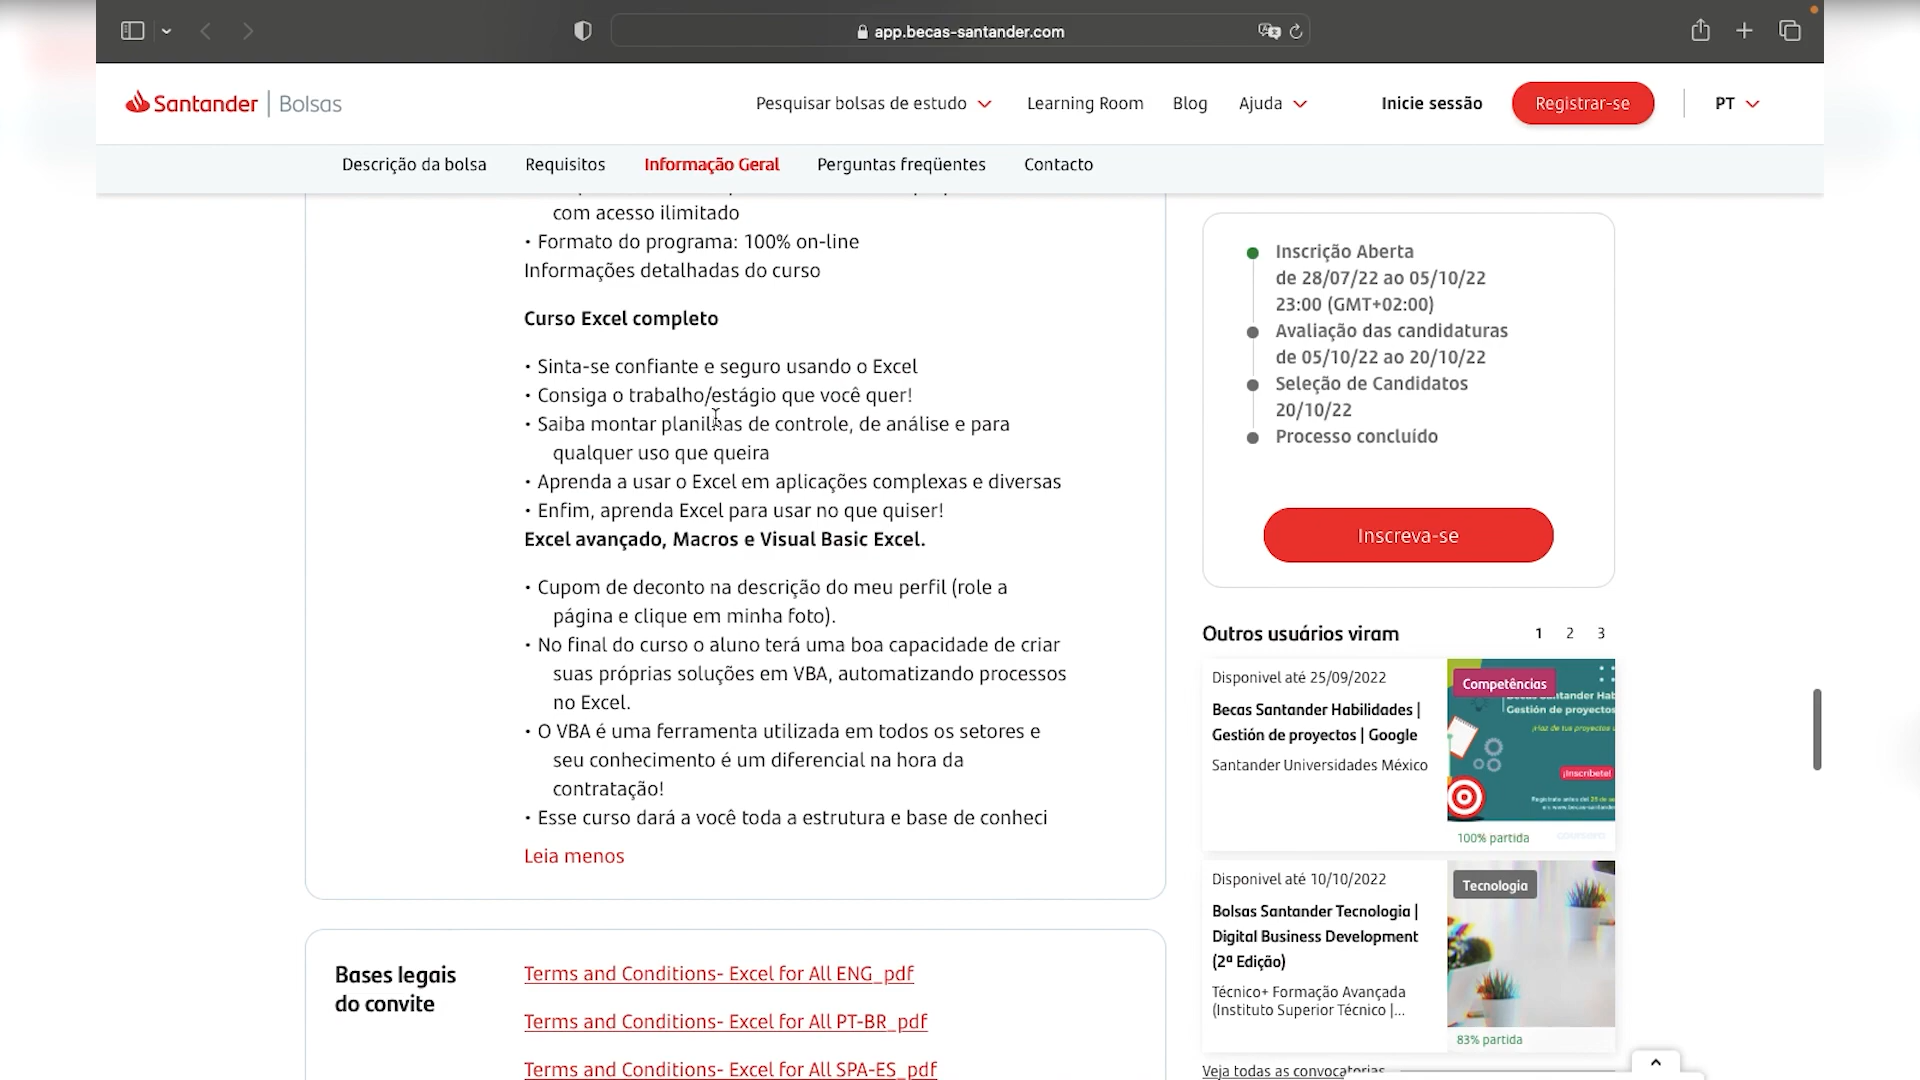 app.becas-santander.com
Santander | Bolsas
Pesquisar bolsas de estudo
Learning Room
Blog
Ajuda
Inicie sessão
Registrar-se
PT
Descrição da bolsa
Requisitos
Informação Geral
Perguntas freqüentes
Contacto
com acesso ilimitado
• Formato do programa: 100% on-line
Informações detalhadas do curso
Curso Excel completo
• Sinta-se confiante e seguro usando o Excel
• Consiga o trabalho/estágio que você quer!
• Saiba montar planilhas de controle, de análise e para
qualquer uso que queira
• Aprenda a usar o Excel em aplicações complexas e diversas
• Enfim, aprenda Excel para usar no que quiser!
Excel avançado, Macros e Visual Basic Excel.
• Cupom de deconto na descrição do meu perfil (role a
página e clique em minha foto).
• No final do curso o aluno terá uma boa capacidade de criar
suas próprias soluções em VBA, automatizando processos
no Excel.
• O VBA é uma ferramenta utilizada em todos os setores e
seu conhecimento é um diferencial na hora da
contratação!
• Esse curso dará a você toda a estrutura e base de conheci
Leia menos
Bases legais
do convite
Terms and Conditions- Excel for All ENG_pdf
Terms and Conditions- Excel for All PT-BR_pdf
Terms and Conditions- Excel for All SPA-ES_pdf
Inscrição Aberta
de 28/07/22 ao 05/10/22
23:00 (GMT+02:00)
Avaliação das candidaturas
de 05/10/22 ao 20/10/22
Seleção de Candidatos
20/10/22
Processo concluído
Inscreva-se
Outros usuários viram
1 2 3
Disponivel até 25/09/2022
Becas Santander Habilidades |
Gestión de proyectos | Google
Santander Universidades México
Competências
Gestión de proyectos
¡Inscríbete!
100% partida
Disponivel até 10/10/2022
Bolsas Santander Tecnologia |
Digital Business Development
(2ª Edição)
Técnico+ Formação Avançada
(Instituto Superior Técnico |...
Tecnologia
83% partida
Veja todas as convocatorias